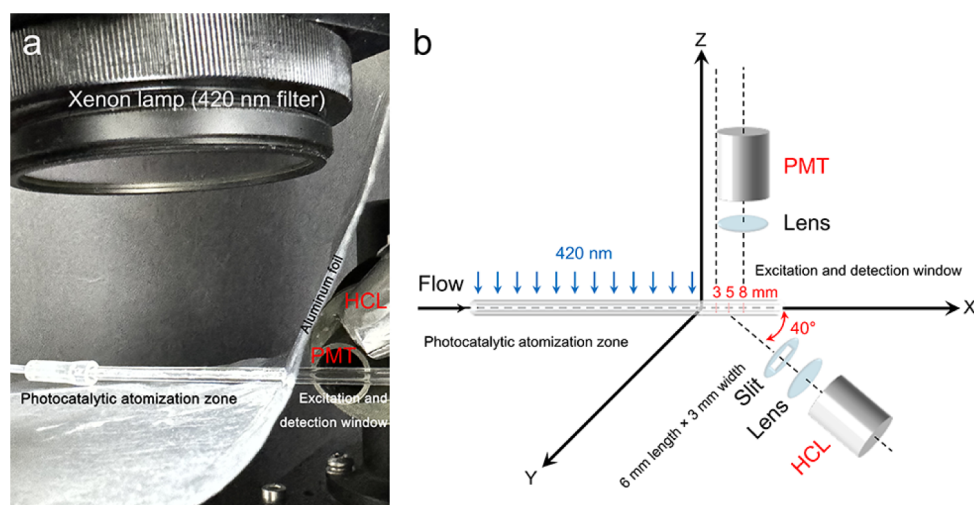 a
Xenon lamp (420 nm filter)
Aluminum foil
HCL
PMT
Photocatalytic atomization zone
Excitation and
detection window
b
Z
PMT
Lens
420 nm
Flow
Excitation and detection window
3 5 8 mm
X
Photocatalytic atomization zone
40°
Slit
Lens
6 mm length × 3 mm width
HCL
Y